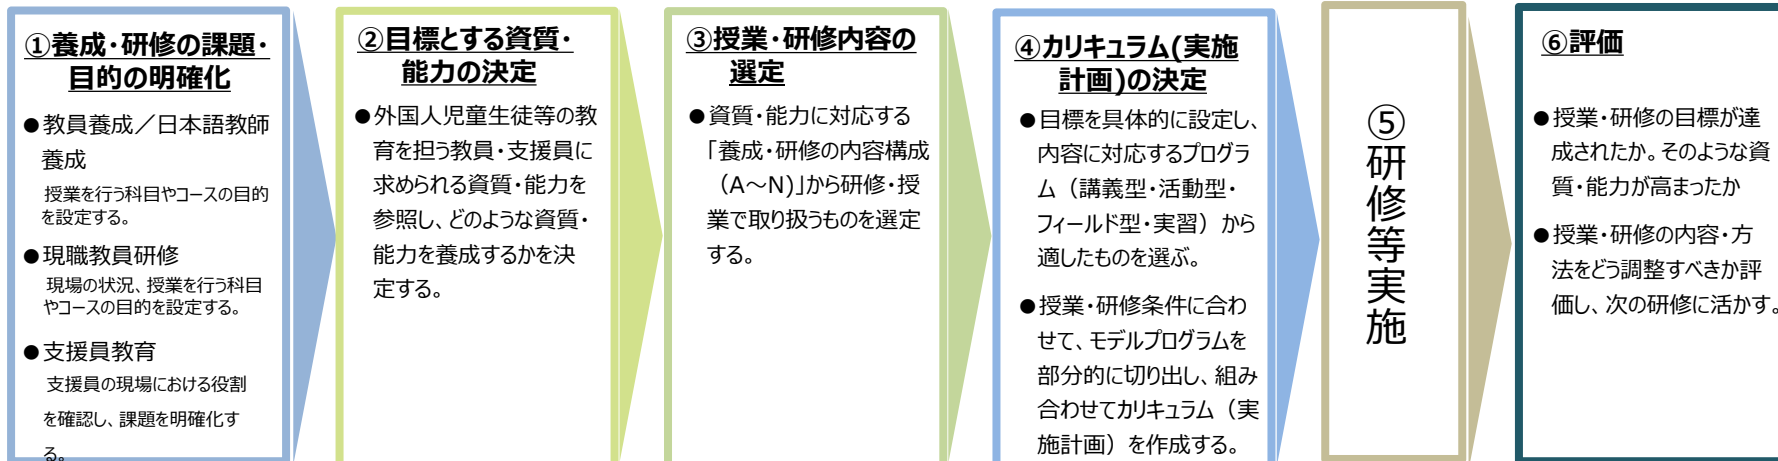 ①養成・研修の課題・
目的の明確化
●教員養成／日本語教師
養成
授業を行う科目やコースの目的
を設定する。
●現職教員研修
現場の状況、授業を行う科目
やコースの目的を設定する。
●支援員教育
支援員の現場における役割
を確認し、課題を明確化す
る。
②目標とする資質・
能力の決定
●外国人児童生徒等の教
育を担う教員・支援員に
求められる資質・能力を
参照し、どのような資質・
能力を養成するかを決
定する。
③授業・研修内容の
選定
●資質・能力に対応する
「養成・研修の内容構成
（A～N)」から研修・授
業で取り扱うものを選定
する。
④カリキュラム(実施
計画)の決定
●目標を具体的に設定し、
内容に対応するプログラ
ム（講義型・活動型・
フィールド型・実習）から
適したものを選ぶ。
●授業・研修条件に合わ
せて、モデルプログラムを
部分的に切り出し、組み
合わせてカリキュラム（実
施計画）を作成する。
⑤研修等実施
⑥評価
●授業・研修の目標が達
成されたか。そのような資
質・能力が高まったか
●授業・研修の内容・方
法をどう調整すべきか評
価し、次の研修に活かす。